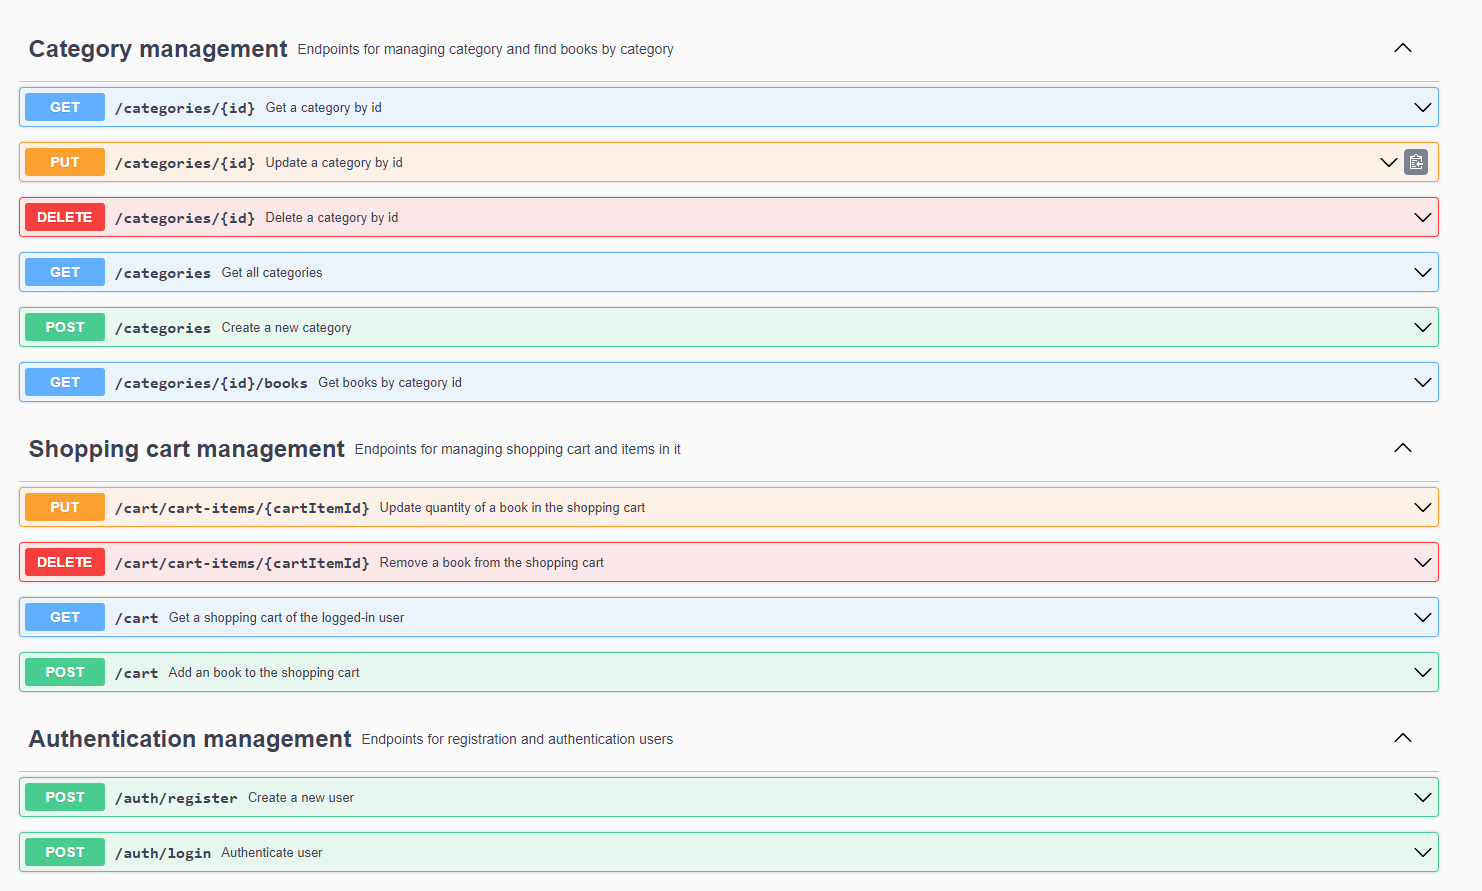 Category management Endpoints for managing category and find books by category
GET /categories/{id} Get a category by id
PUT /categories/{id} Update a category by id
DELETE /categories/{id} Delete a category by id
GET /categories Get all categories
POST /categories Create a new category
GET /categories/{id}/books Get books by category id
Shopping cart management Endpoints for managing shopping cart and items in it
PUT /cart/cart-items/{cartItemId} Update quantity of a book in the shopping cart
DELETE /cart/cart-items/{cartItemId} Remove a book from the shopping cart
GET /cart Get a shopping cart of the logged-in user
POST /cart Add an book to the shopping cart
Authentication management Endpoints for registration and authentication users
POST /auth/register Create a new user
POST /auth/login Authenticate user